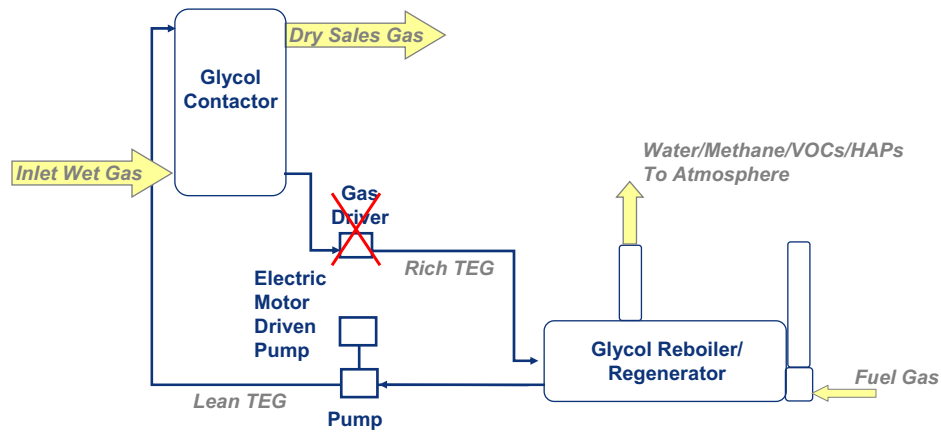 Dry Sales Gas
Glycol
Contactor
Inlet Wet Gas
Water/Methane/VOCs/HAPs
To Atmosphere
Gas
Driver
Rich TEG
Electric
Motor
Driven
Pump
Glycol Reboiler/
Regenerator
Fuel Gas
Lean TEG
Pump